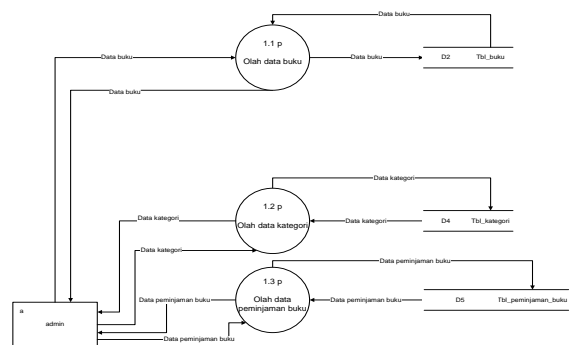 Data buku
1.1 p
Olah data buku
Data buku
Data buku
D2 Tbl_buku
Data buku
Data kategori
1.2 p
Olah data kategori
Data kategori
Data kategori
D4 Tbl_kategori
Data kategori
Data peminjaman buku
1.3 p
Olah data
peminjaman buku
Data peminjaman buku
Data peminjaman buku
D5 Tbl_peminjaman_buku
a
admin
Data peminjaman buku